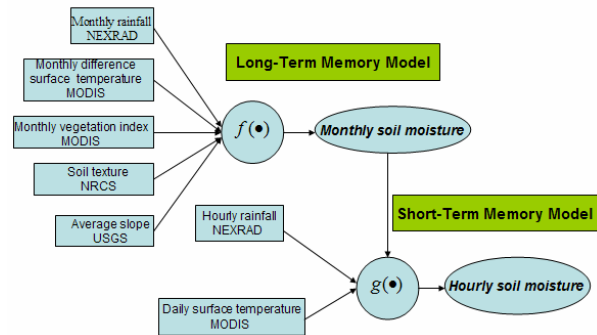 Monthly rainfall
NEXRAD
Long-Term Memory Model
Monthly difference
surface temperature
MODIS
Monthly vegetation index
MODIS
f(•)
Monthly soil moisture
Soil texture
NRCS
Average slope
USGS
Short-Term Memory Model
Hourly rainfall
NEXRAD
g(•)
Hourly soil moisture
Daily surface temperature
MODIS